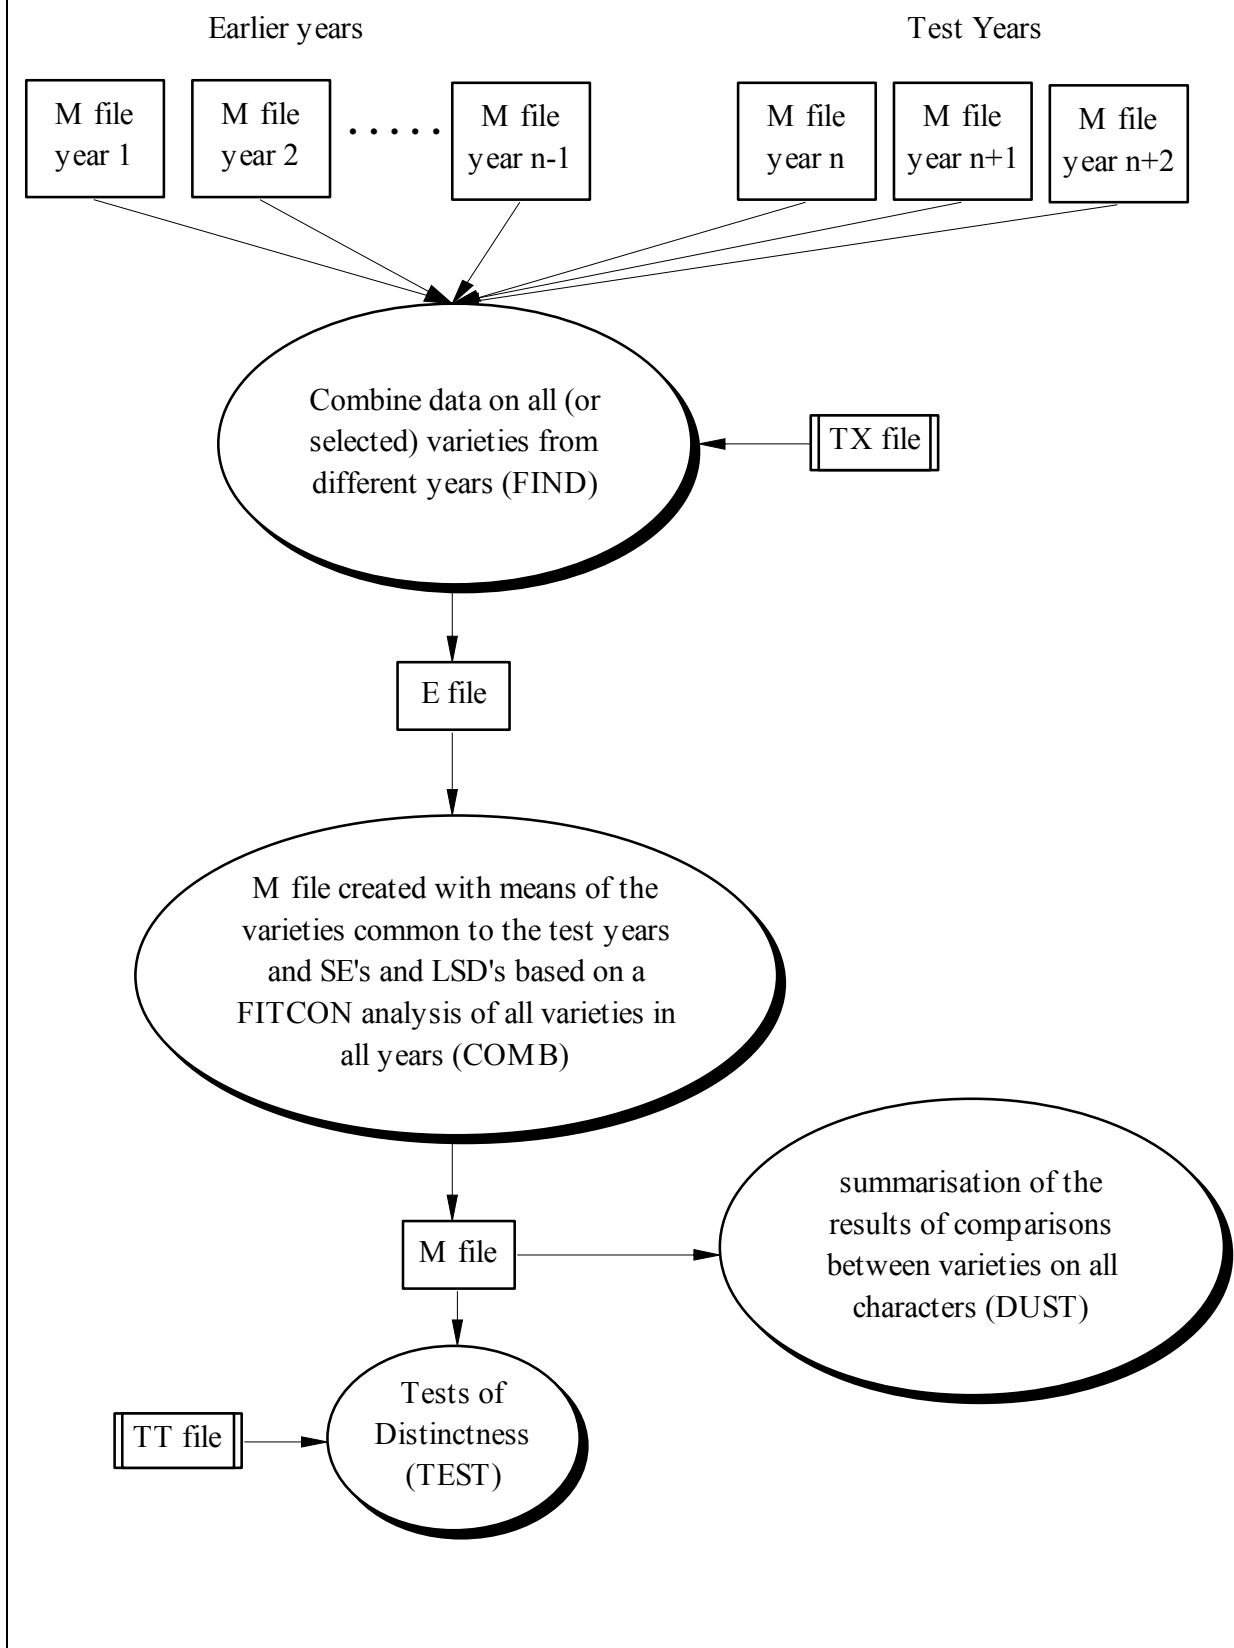 Earlier years
Test Years
M file
year 1
M file
year 2
.....
M file
year n-1
M file
year n
M file
year n+1
M file
year n+2
Combine data on all (or
selected) varieties from
different years (FIND)
TX file
E file
M file created with means of the
varieties common to the test years
and SE's and LSD's based on a
FITCON analysis of all varieties in
all years (COMB)
M file
summarisation of the
results of comparisons
between varieties on all
characters (DUST)
Tests of
Distinctness
(TEST)
TT file